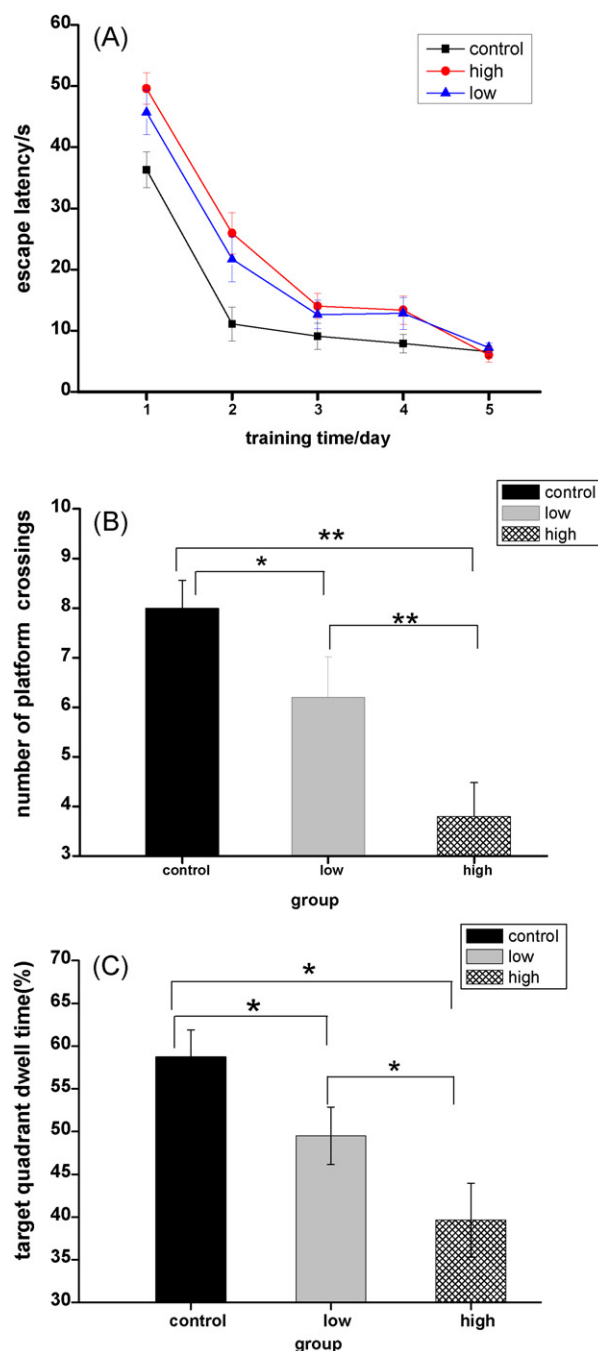 (A)
control
high
low
60
50
40
30
20
10
0
escape latency/s
1 2 3 4 5
training time/day
(B)
control
low
high
10
9
8
7
6
5
4
3
number of platform crossings
**
*
**
control low high
group
(C)
control
low
high
70
65
60
55
50
45
40
35
30
target quadrant dwell time(%)
*
*
*
control low high
group